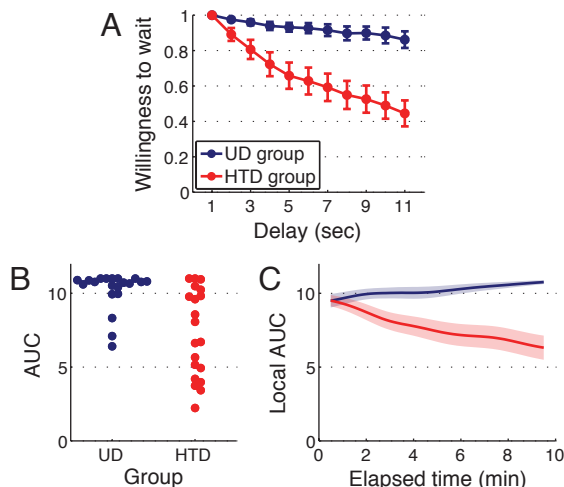 A
Willingness to wait
1
0.8
0.6
0.4
0.2
0
UD group
HTD group
1 3 5 7 9 11
Delay (sec)
B
AUC
10
5
0
UD HTD
Group
C
Local AUC
10
5
0
0 2 4 6 8 10
Elapsed time (min)